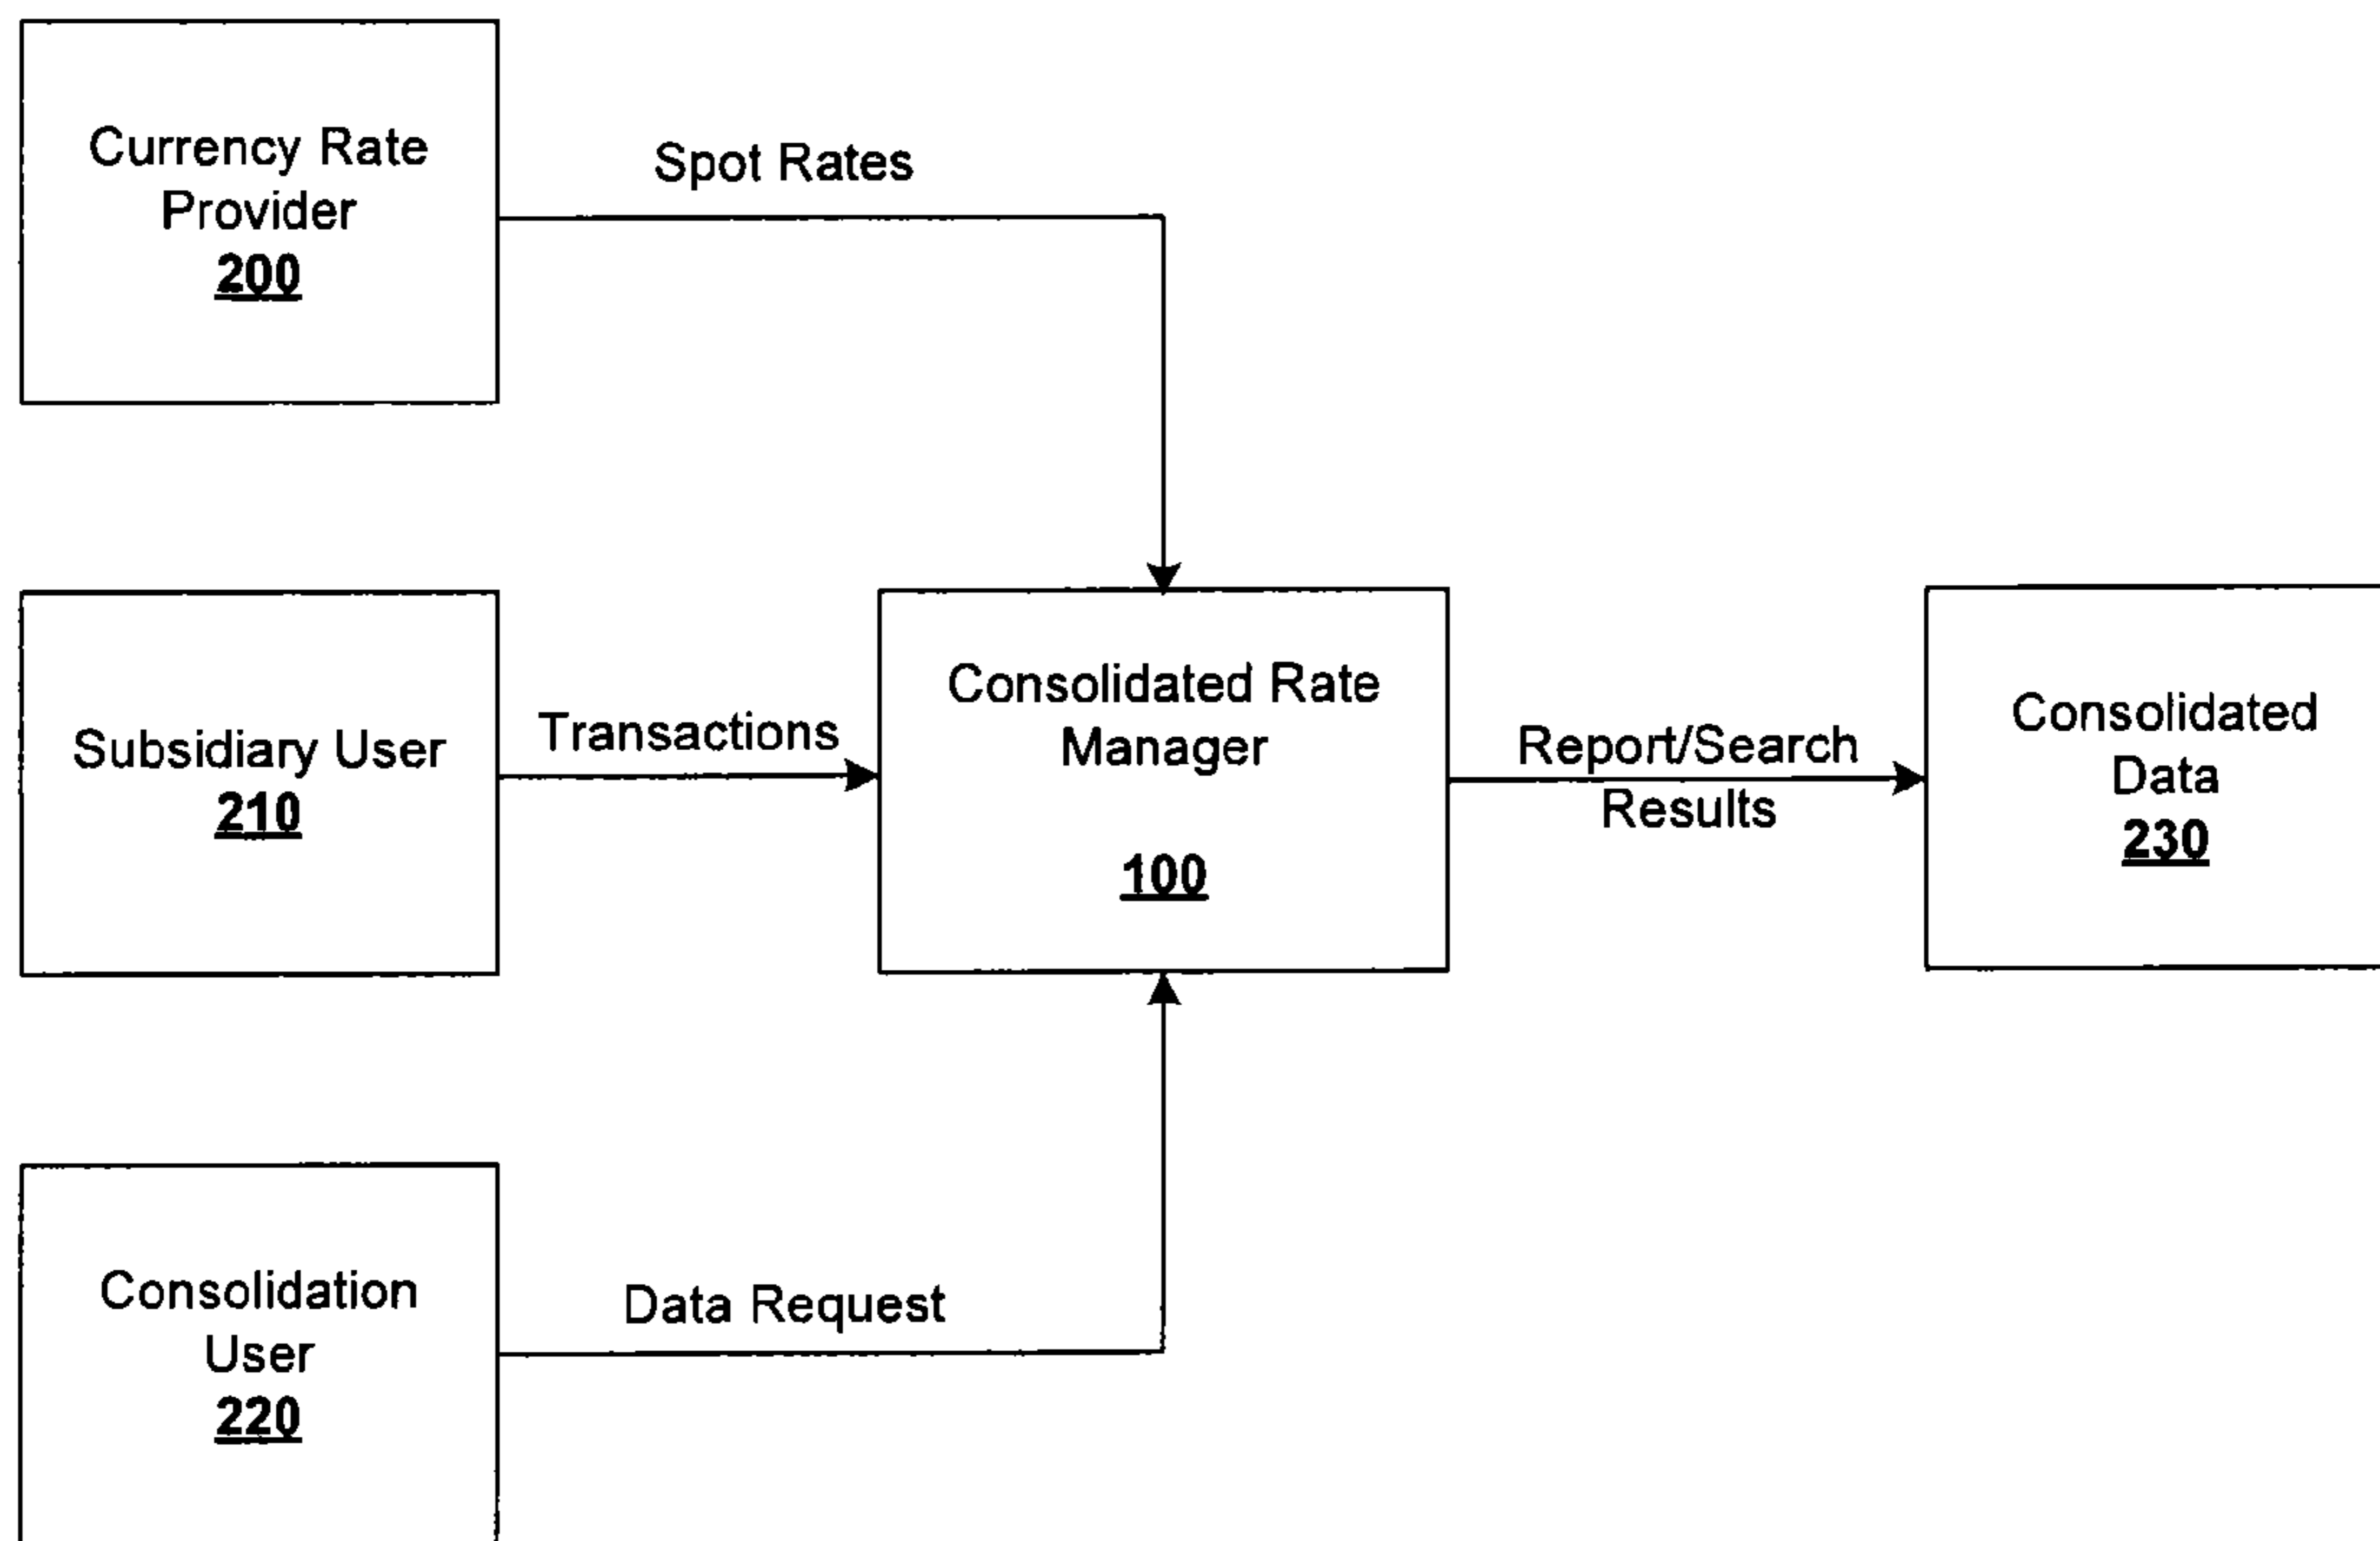 Currency Rate
Provider
200
Spot Rates
Subsidiary User
210
Transactions
Consolidated Rate
Manager
100
Report/Search
Results
Consolidated
Data
230
Consolidation
User
220
Data Request